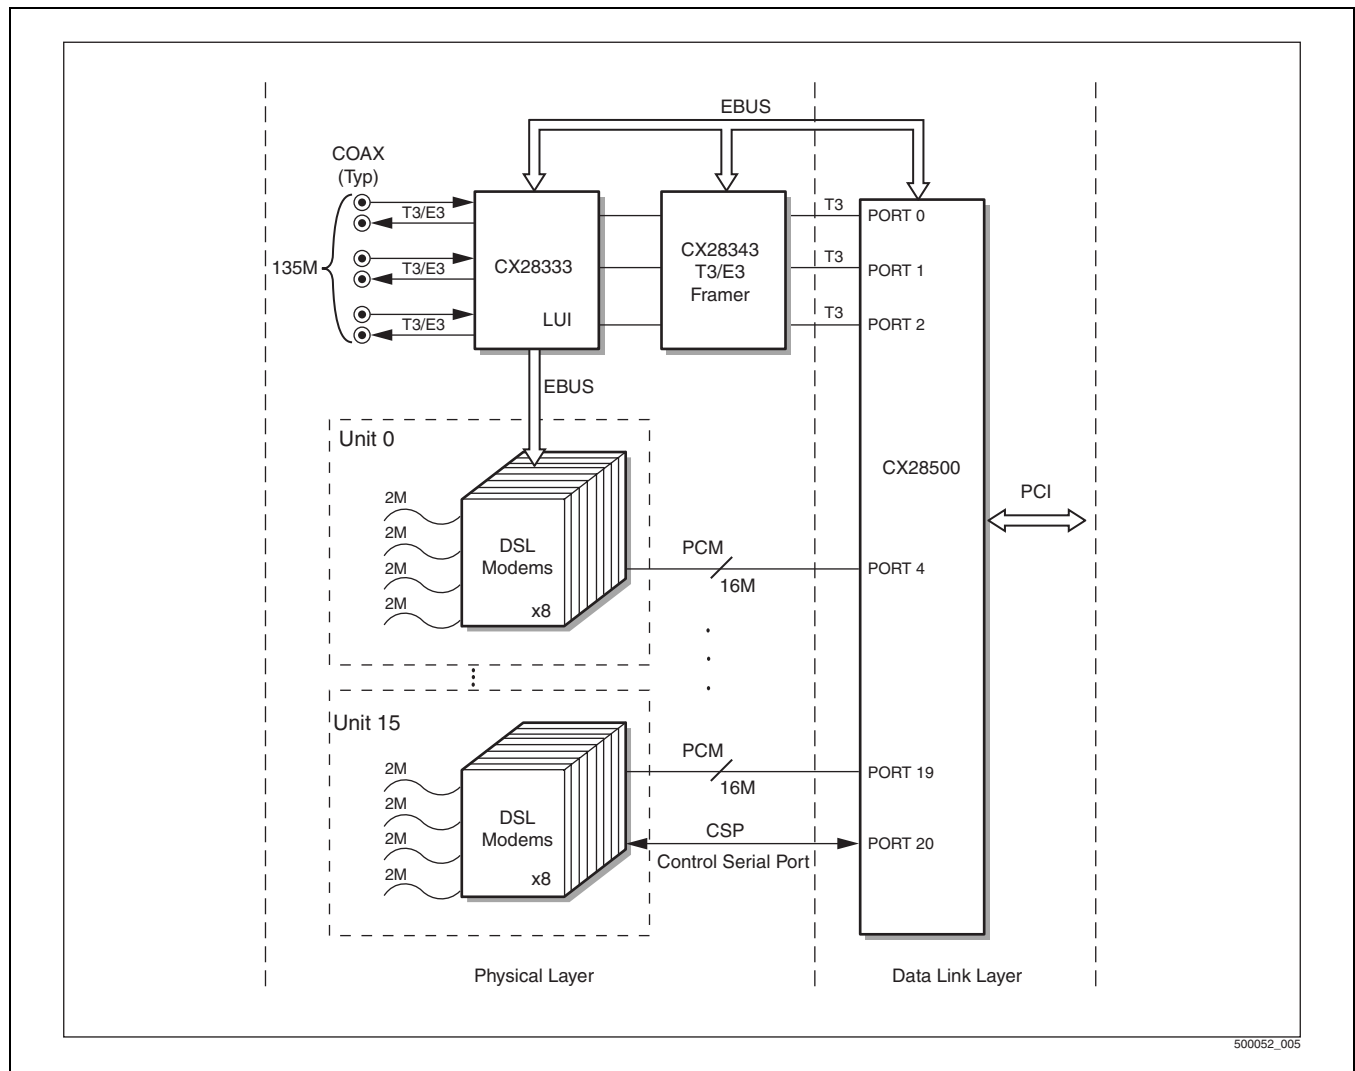 EBUS
COAX
(Typ)
T3/E3
T3/E3
T3/E3
135M
CX28333
LUI
CX28343
T3/E3
Framer
T3
T3
T3
PORT 0
PORT 1
PORT 2
EBUS
Unit 0
2M
2M
2M
2M
DSL
Modems
x8
PCM
16M
PORT 4
CX28500
PCI
Unit 15
2M
2M
2M
2M
DSL
Modems
x8
PCM
16M
PORT 19
CSP
Control Serial Port
PORT 20
Physical Layer
Data Link Layer
500052_005